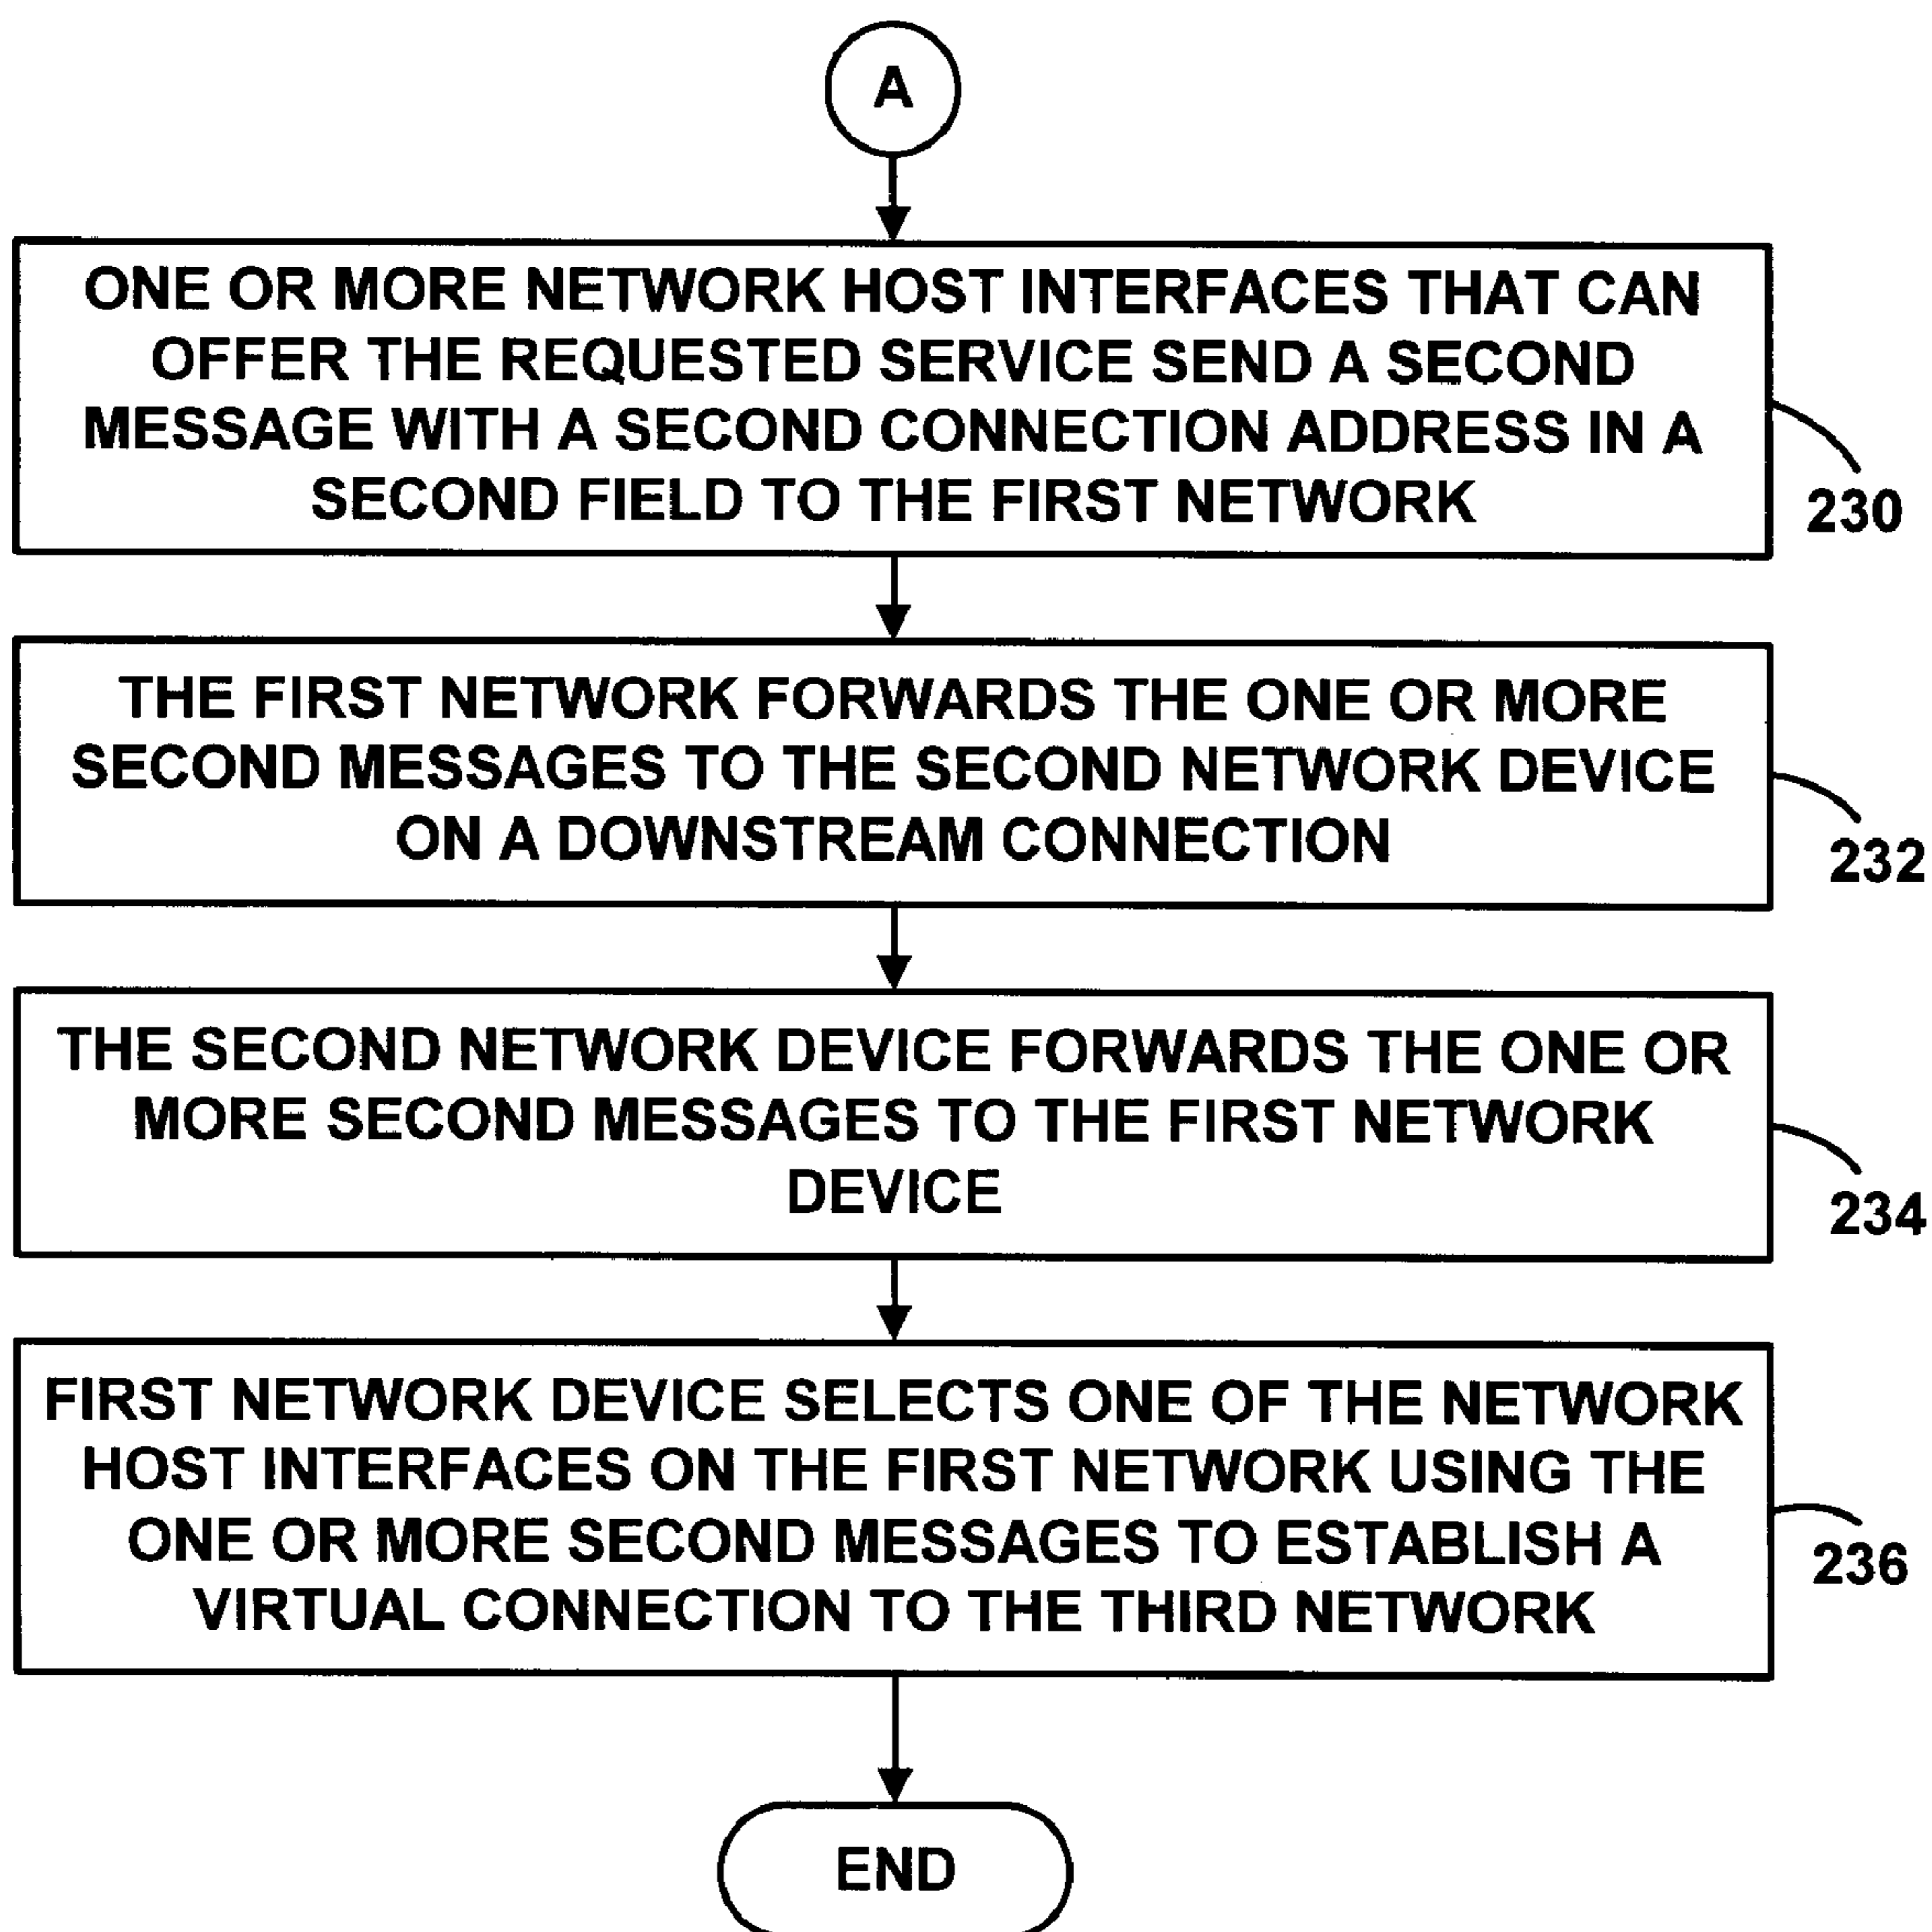 A
ONE OR MORE NETWORK HOST INTERFACES THAT CAN
OFFER THE REQUESTED SERVICE SEND A SECOND
MESSAGE WITH A SECOND CONNECTION ADDRESS IN A
SECOND FIELD TO THE FIRST NETWORK
230
THE FIRST NETWORK FORWARDS THE ONE OR MORE
SECOND MESSAGES TO THE SECOND NETWORK DEVICE
ON A DOWNSTREAM CONNECTION
232
THE SECOND NETWORK DEVICE FORWARDS THE ONE OR
MORE SECOND MESSAGES TO THE FIRST NETWORK
DEVICE
234
FIRST NETWORK DEVICE SELECTS ONE OF THE NETWORK
HOST INTERFACES ON THE FIRST NETWORK USING THE
ONE OR MORE SECOND MESSAGES TO ESTABLISH A
VIRTUAL CONNECTION TO THE THIRD NETWORK
236
END